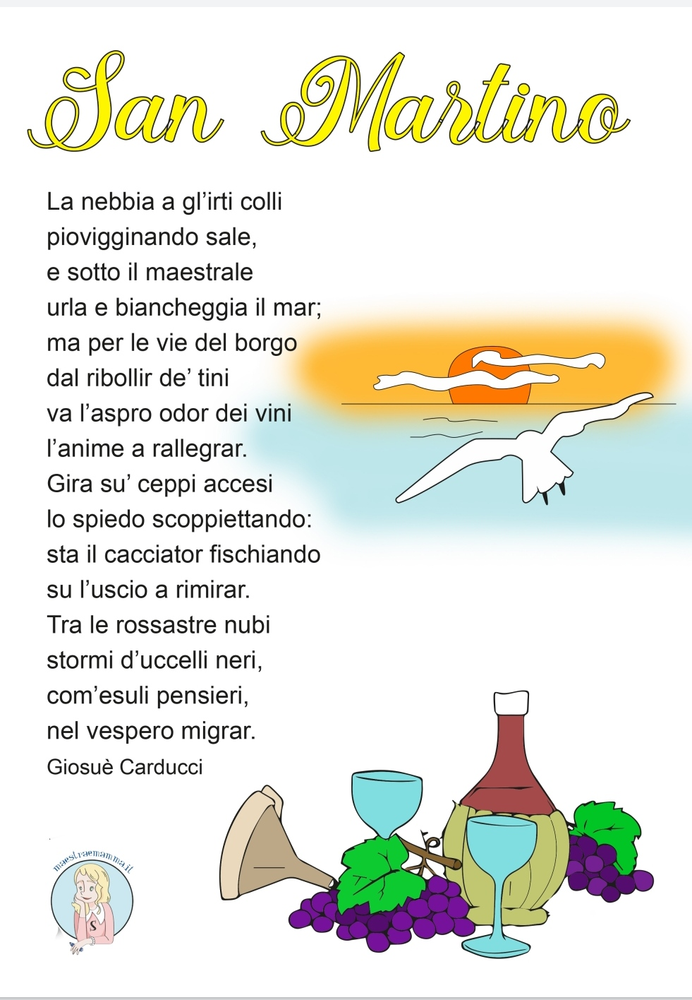 San Martino
La nebbia a gl’irti colli
piovigginando sale,
e sotto il maestrale
urla e biancheggia il mar;
ma per le vie del borgo
dal ribollir de’ tini
va l’aspro odor dei vini
l’anime a rallegrar.
Gira su’ ceppi accesi
lo spiedo scoppiettando:
sta il cacciator fischiando
su l’uscio a rimirar.
Tra le rossastre nubi
stormi d’uccelli neri,
com’esuli pensieri,
nel vespero migrar.
Giosuè Carducci
maestraemamma.it
S